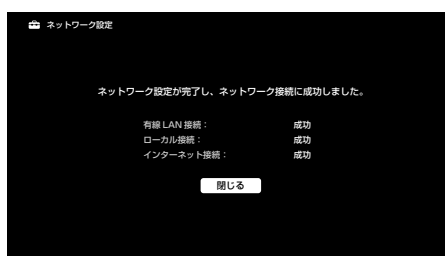 ネットワーク設定
ネットワーク設定が完了し、ネットワーク接続に成功しました。
有線 LAN 接続： 成功
ローカル接続： 成功
インターネット接続： 成功
閉じる